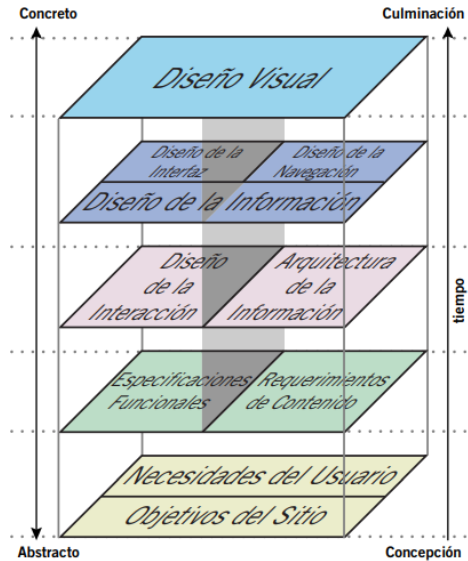 Concreto
Culminación
Diseño Visual
Diseño de la
Interfaz
Diseño de la
Navegación
Diseño de la Información
Diseño
de la
Interacción
Arquitectura
de la
Información
tiempo
Especificaciones
Funcionales
Requerimientos
de Contenido
Necesidades del Usuario
Objetivos del Sitio
Abstracto
Concepción